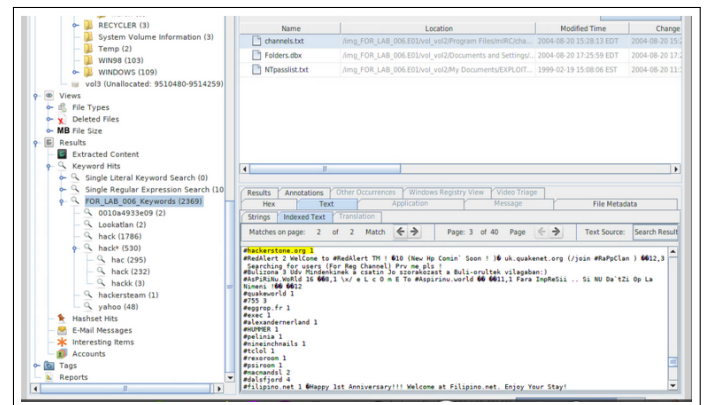 RECYCLER (3)
System Volume Information (3)
Temp (2)
WIN98 (103)
WINDOWS (109)
vol3 (Unallocated: 9510480-9514259)
Views
File Types
Deleted Files
MB File Size
Results
Extracted Content
Keyword Hits
Single Literal Keyword Search (0)
Single Regular Expression Search (10
FOR_LAB_006_Keywords (2369)
0010a4933e09 (2)
Lookatlan (2)
hack (1786)
hack* (530)
hac (295)
hack (232)
hackk (3)
hackersteam (1)
yahoo (48)
Hashset Hits
E-Mail Messages
Interesting Items
Accounts
Tags
Reports
Name Location Modified Time Change
channels.txt /img_FOR_LAB_006.E01/vol_vol2/Program Files/mIRC/cha... 2004-08-20 15:28:13 EDT 2004-08-20 15:2
Folders.dbx /img_FOR_LAB_006.E01/vol_vol2/Documents and Settings/... 2004-08-20 17:25:59 EDT 2004-08-20 17:2
NTpasslist.txt /img_FOR_LAB_006.E01/vol_vol2/My Documents/EXPLOIT... 1999-02-19 15:08:06 EST 2004-08-20 11:
Results Annotations Other Occurrences Windows Registry View Video Triage
Hex Text Application Message File Metadata
Strings Indexed Text Translation
Matches on page: 2 of 2 Match Page: 3 of 40 Page Text Source: Search Result
#hackerstone.org 1
#RedAlert 2 WelCome to #RedAlert TM ! �10 (New Hp Comin` Soon ! )� uk.quakenet.org (/join #RaPpClan ) ��12,3
Searching for users (For Reg Channel) Prv me pls !
#Bulizona 3 Udv Mindenkinek a csatin Jo szorakozast a Buli-orultek vilagaban:)
#AsPiRiNu.WoRld 16 ��8,1 \x/ e L c O m E To #Aspirinu.world �� ��11,1 Fara ImpReSii .. Si NU Da`tZi Op La
Nimeni !�� ��12
#quakeworld 1
#755 3
#eggrop.fr 1
#exec 1
#alexandernerland 1
#HUMMER 1
#pelinia 1
#nineinchnails 1
#tclol 1
#rexoroom 1
#psiroom 1
#macmandsl 2
#dalsfjord 4
#filipino.net 1 �Happy 1st Anniversary!!! Welcome at Filipino.net. Enjoy Your Stay!